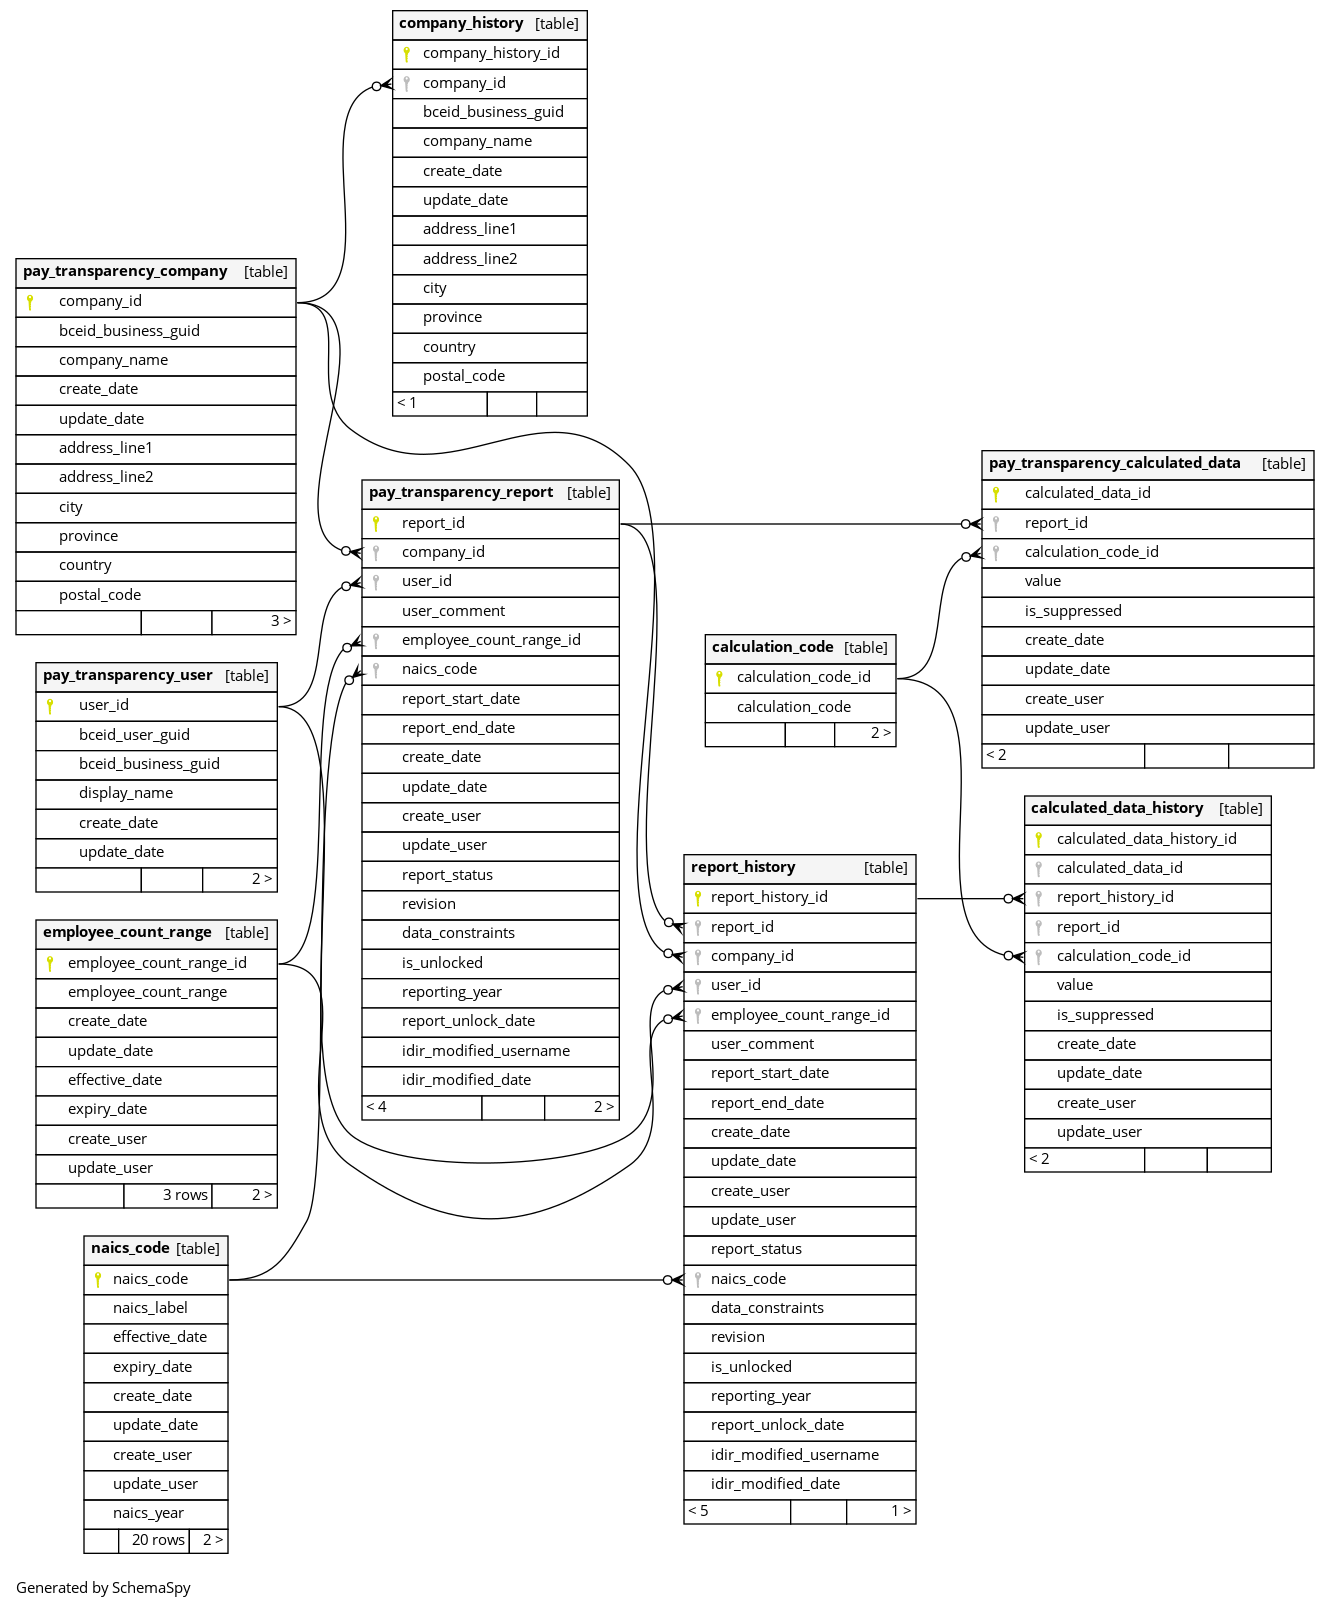 company_history [table]
company_history_id
company_id
bceid_business_guid
company_name
create_date
update_date
address_line1
address_line2
city
province
country
postal_code
< 1
pay_transparency_company [table]
company_id
bceid_business_guid
company_name
create_date
update_date
address_line1
address_line2
city
province
country
postal_code
3 >
pay_transparency_report [table]
report_id
company_id
user_id
user_comment
employee_count_range_id
naics_code
report_start_date
report_end_date
create_date
update_date
create_user
update_user
report_status
revision
data_constraints
is_unlocked
reporting_year
report_unlock_date
idir_modified_username
idir_modified_date
< 4 2 >
pay_transparency_calculated_data [table]
calculated_data_id
report_id
calculation_code_id
value
is_suppressed
create_date
update_date
create_user
update_user
< 2
calculation_code [table]
calculation_code_id
calculation_code
2 >
pay_transparency_user [table]
user_id
bceid_user_guid
bceid_business_guid
display_name
create_date
update_date
2 >
calculated_data_history [table]
calculated_data_history_id
calculated_data_id
report_history_id
report_id
calculation_code_id
value
is_suppressed
create_date
update_date
create_user
update_user
< 2
report_history [table]
report_history_id
report_id
company_id
user_id
employee_count_range_id
user_comment
report_start_date
report_end_date
create_date
update_date
create_user
update_user
report_status
naics_code
data_constraints
revision
is_unlocked
reporting_year
report_unlock_date
idir_modified_username
idir_modified_date
< 5 1 >
employee_count_range [table]
employee_count_range_id
employee_count_range
create_date
update_date
effective_date
expiry_date
create_user
update_user
3 rows 2 >
naics_code [table]
naics_code
naics_label
effective_date
expiry_date
create_date
update_date
create_user
update_user
naics_year
20 rows 2 >
Generated by SchemaSpy